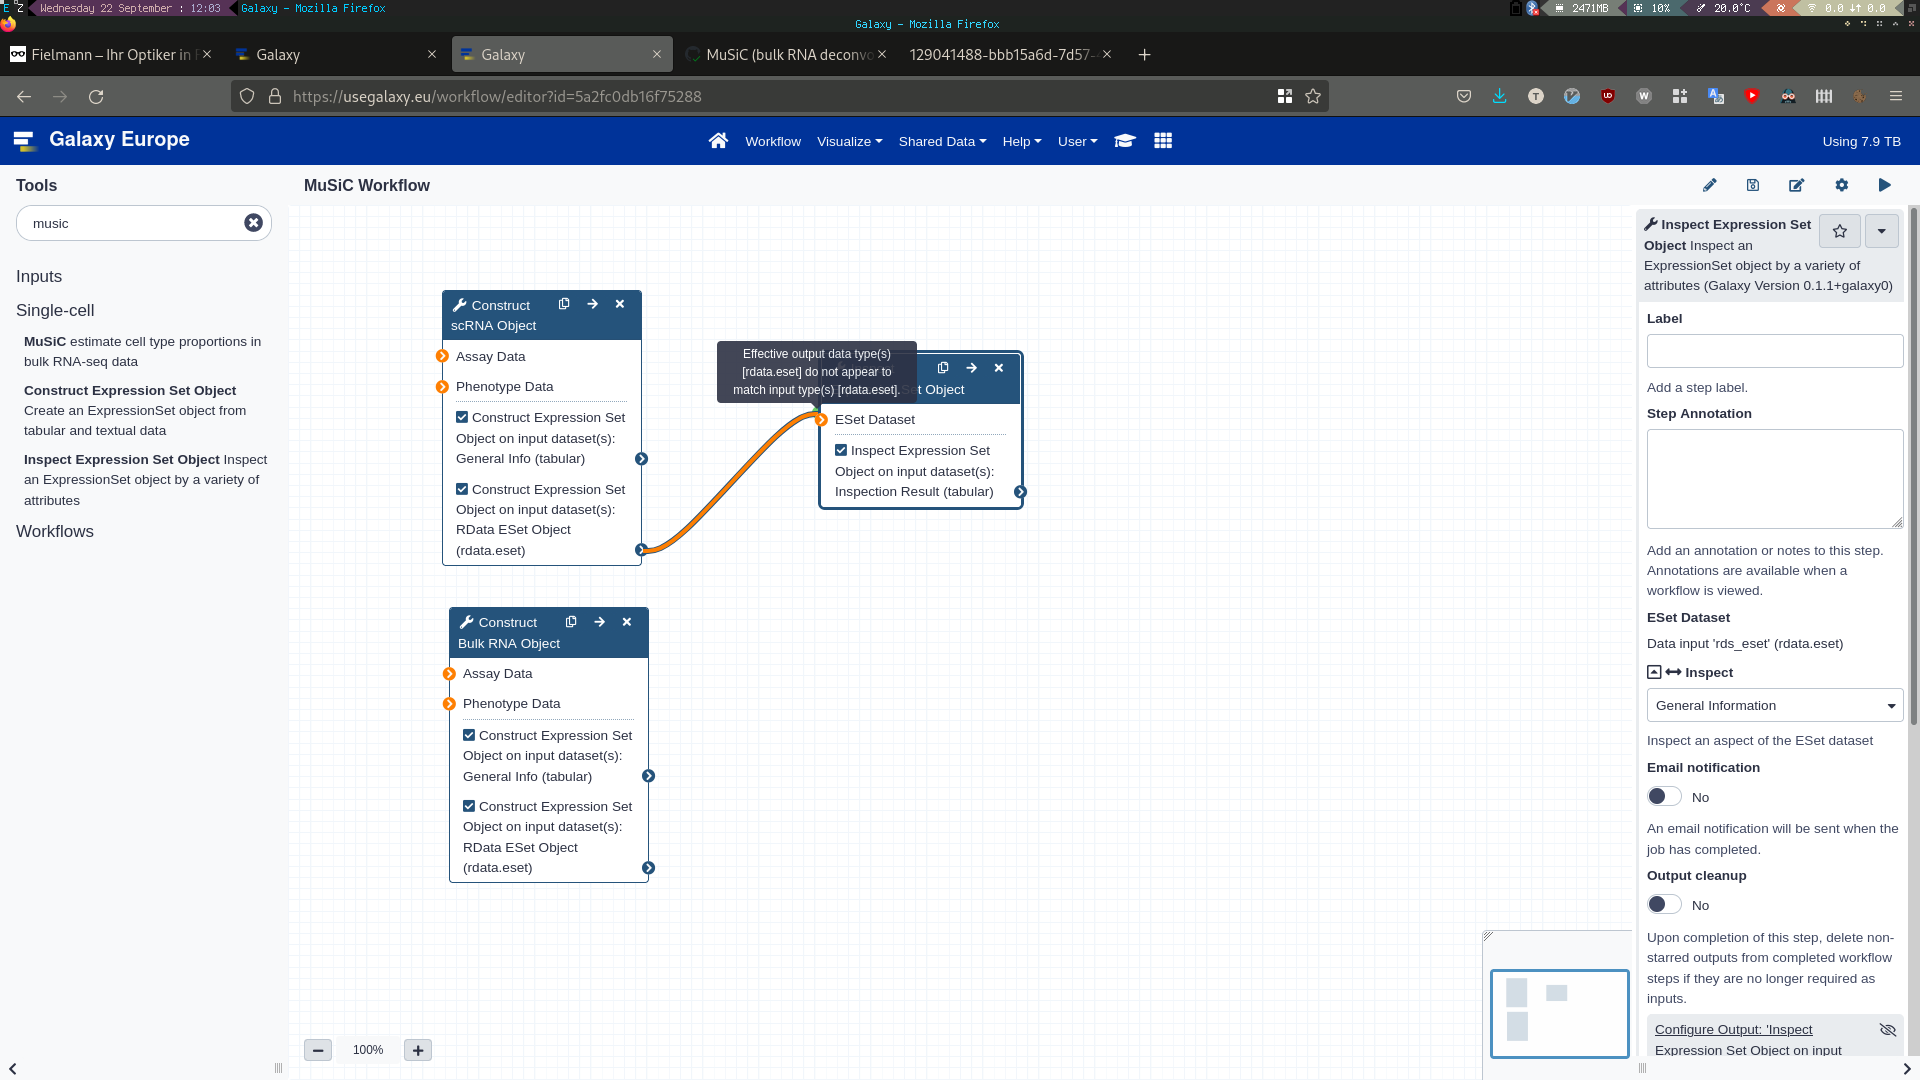 E Z Wednesday 22 September : 12:03 Galaxy - Mozilla Firefox 2471MB 10% 20.0°C 0.0 ↓↑ 0.0
Galaxy - Mozilla Firefox
Fielmann – Ihr Optiker in
Galaxy
Galaxy
MuSiC (bulk RNA deconvo
129041488-bbb15a6d-7d57-
https://usegalaxy.eu/workflow/editor?id=5a2fc0db16f75288
Galaxy Europe
Workflow Visualize Shared Data Help User
Using 7.9 TB
Tools
music
Inputs
Single-cell
MuSiC estimate cell type proportions in
bulk RNA-seq data
Construct Expression Set Object
Create an ExpressionSet object from
tabular and textual data
Inspect Expression Set Object Inspect
an ExpressionSet object by a variety of
attributes
Workflows
MuSiC Workflow
Construct
scRNA Object
Assay Data
Phenotype Data
Construct Expression Set
Object on input dataset(s):
General Info (tabular)
Construct Expression Set
Object on input dataset(s):
RData ESet Object
(rdata.eset)
Effective output data type(s)
[rdata.eset] do not appear to
match input type(s) [rdata.eset].
Set Object
ESet Dataset
Inspect Expression Set
Object on input dataset(s):
Inspection Result (tabular)
Construct
Bulk RNA Object
Assay Data
Phenotype Data
Construct Expression Set
Object on input dataset(s):
General Info (tabular)
Construct Expression Set
Object on input dataset(s):
RData ESet Object
(rdata.eset)
100%
Inspect Expression Set
Object Inspect an
ExpressionSet object by a variety of
attributes (Galaxy Version 0.1.1+galaxy0)
Label
Add a step label.
Step Annotation
Add an annotation or notes to this step.
Annotations are available when a
workflow is viewed.
ESet Dataset
Data input 'rds_eset' (rdata.eset)
Inspect
General Information
Inspect an aspect of the ESet dataset
Email notification
No
An email notification will be sent when the
job has completed.
Output cleanup
No
Upon completion of this step, delete non-
starred outputs from completed workflow
steps if they are no longer required as
inputs.
Configure Output: 'Inspect
Expression Set Object on input